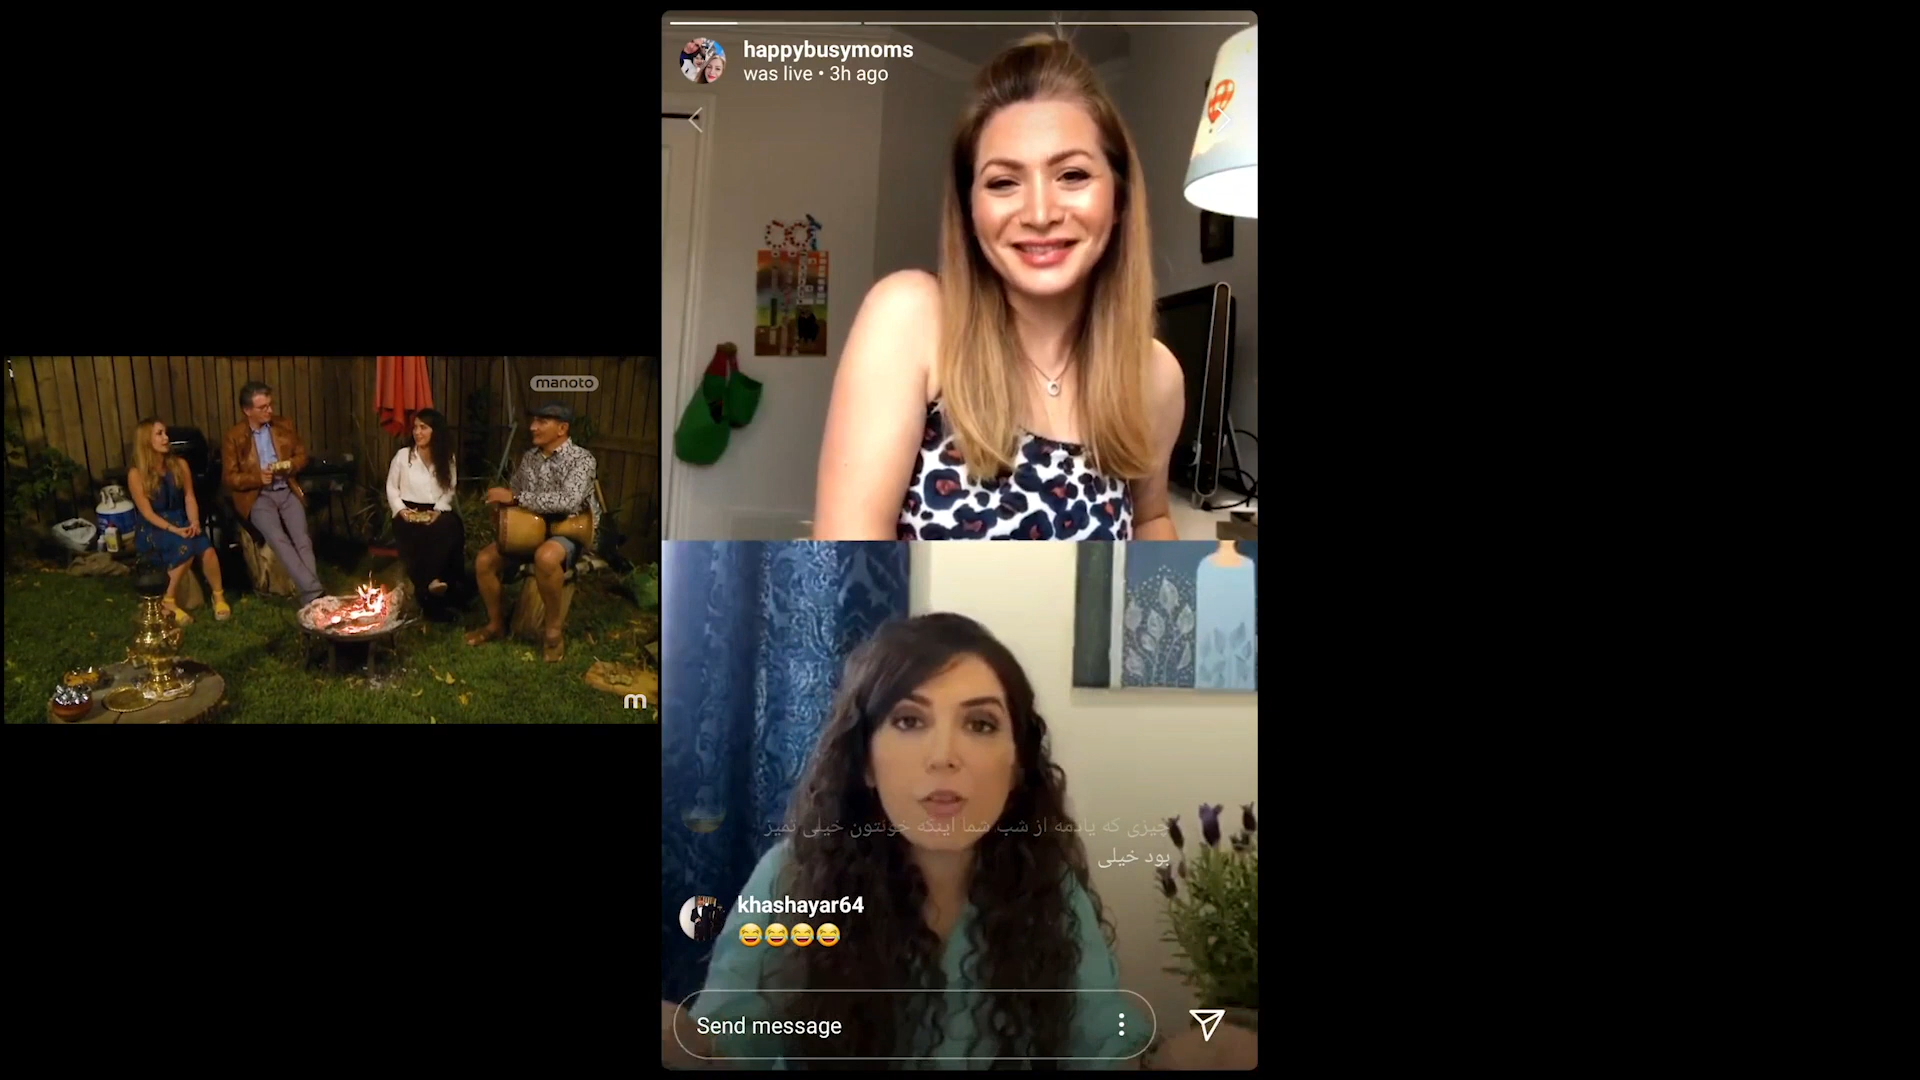 manoto
m
happybusymoms
was live • 3h ago
چیزی که یادمه از شب شما اینکه خونتون خیلی تمیز
بود خیلی
khashayar64
😂😂😂😂
Send message